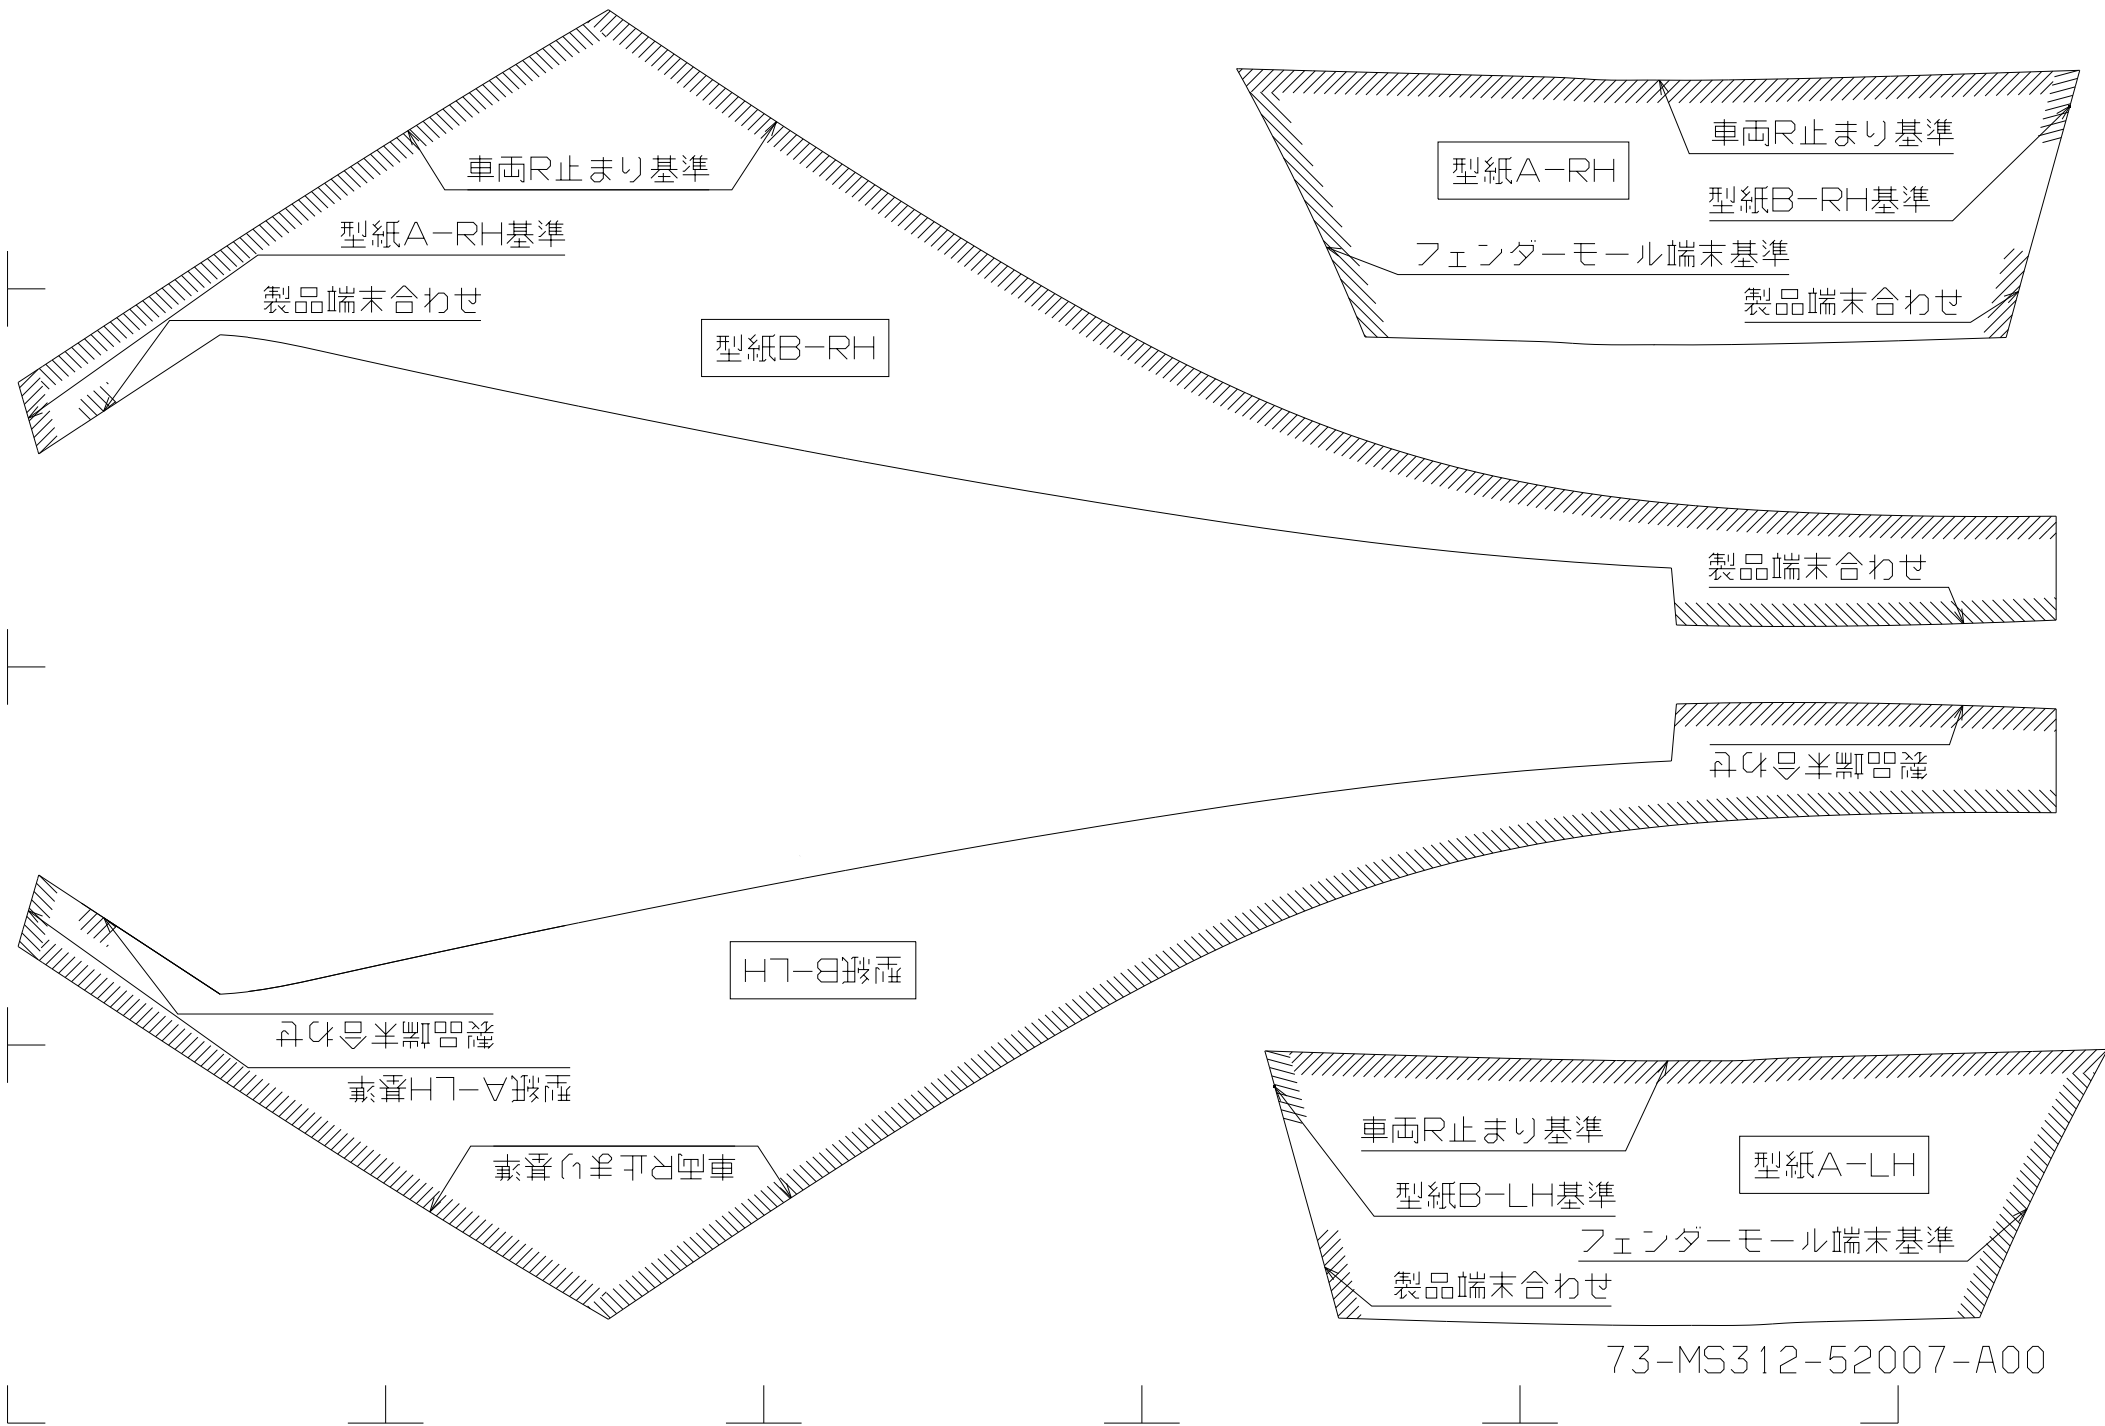 車両R止まり基準
型紙A-RH基準
製品端末合わせ
型紙B-RH
型紙A-RH
車両R止まり基準
型紙B-RH基準
フェンダーモール端末基準
製品端末合わせ
製品端末合わせ
製品端末合わせ
型紙B-LH
製品端末合わせ
型紙A-LH基準
車両R止まり基準
車両R止まり基準
型紙A-LH
型紙B-LH基準
フェンダーモール端末基準
製品端末合わせ
73-MS312-52007-A00